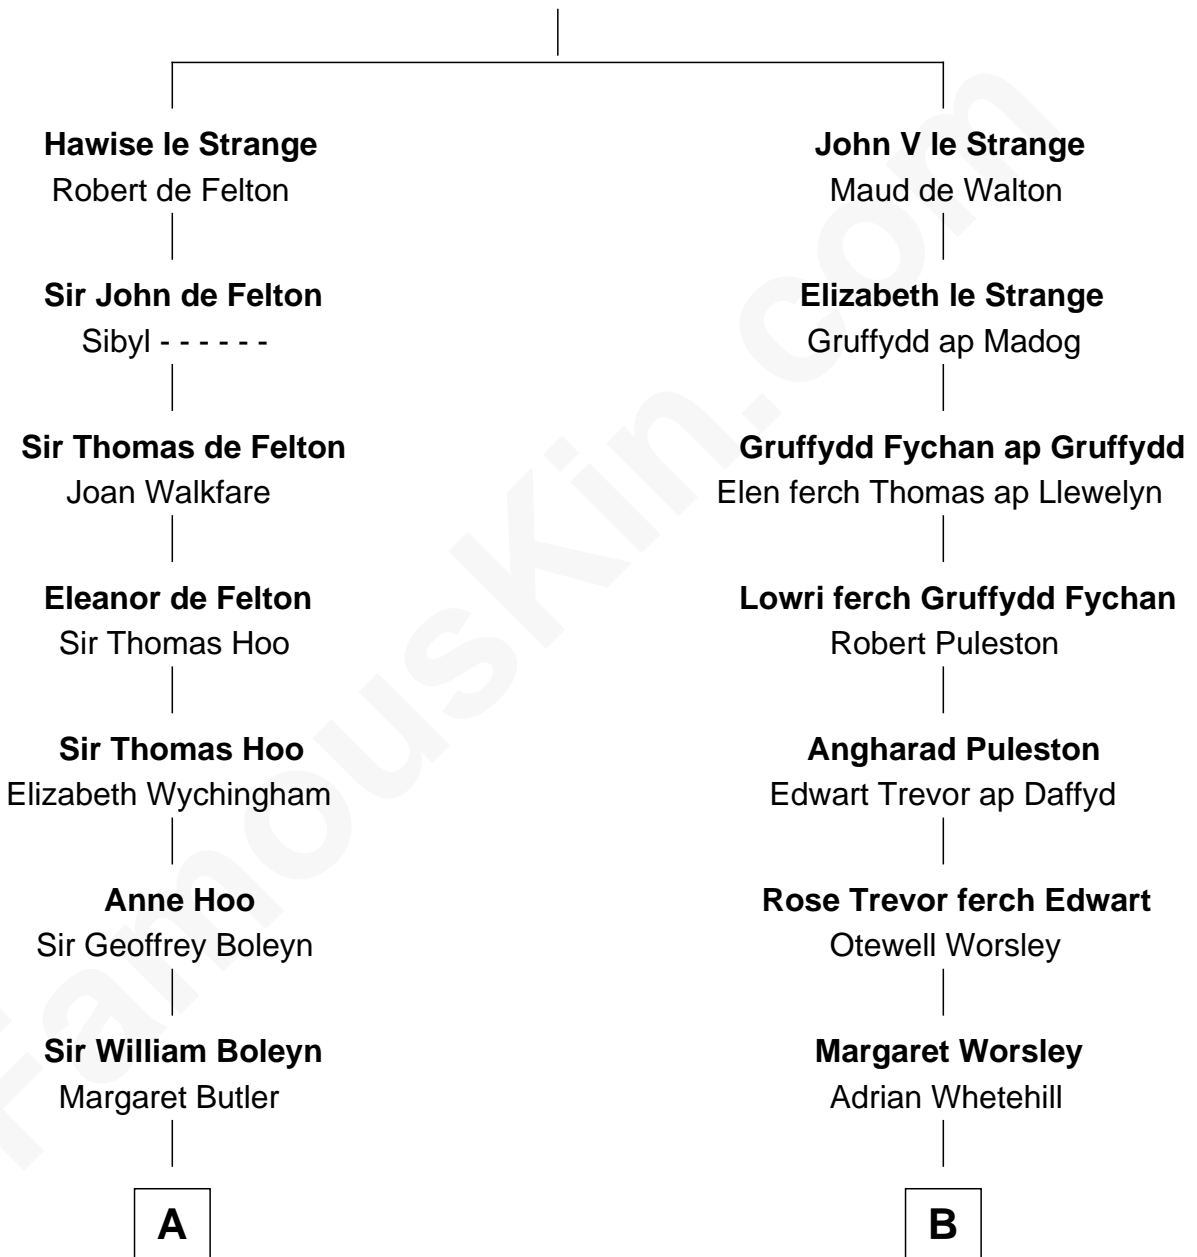 Hawise le Strange
Robert de Felton
Sir John de Felton
Sibyl - - - - - -
Sir Thomas de Felton
Joan Walkfare
Eleanor de Felton
Sir Thomas Hoo
Sir Thomas Hoo
Elizabeth Wychingham
Anne Hoo
Sir Geoffrey Boleyn
Sir William Boleyn
Margaret Butler
A
John V le Strange
Maud de Walton
Elizabeth le Strange
Gruffydd ap Madog
Gruffydd Fychan ap Gruffydd
Elen ferch Thomas ap Llewelyn
Lowri ferch Gruffydd Fychan
Robert Puleston
Angharad Puleston
Edwart Trevor ap Daffyd
Rose Trevor ferch Edwart
Otewell Worsley
Margaret Worsley
Adrian Whetehill
B
FamousKin.com